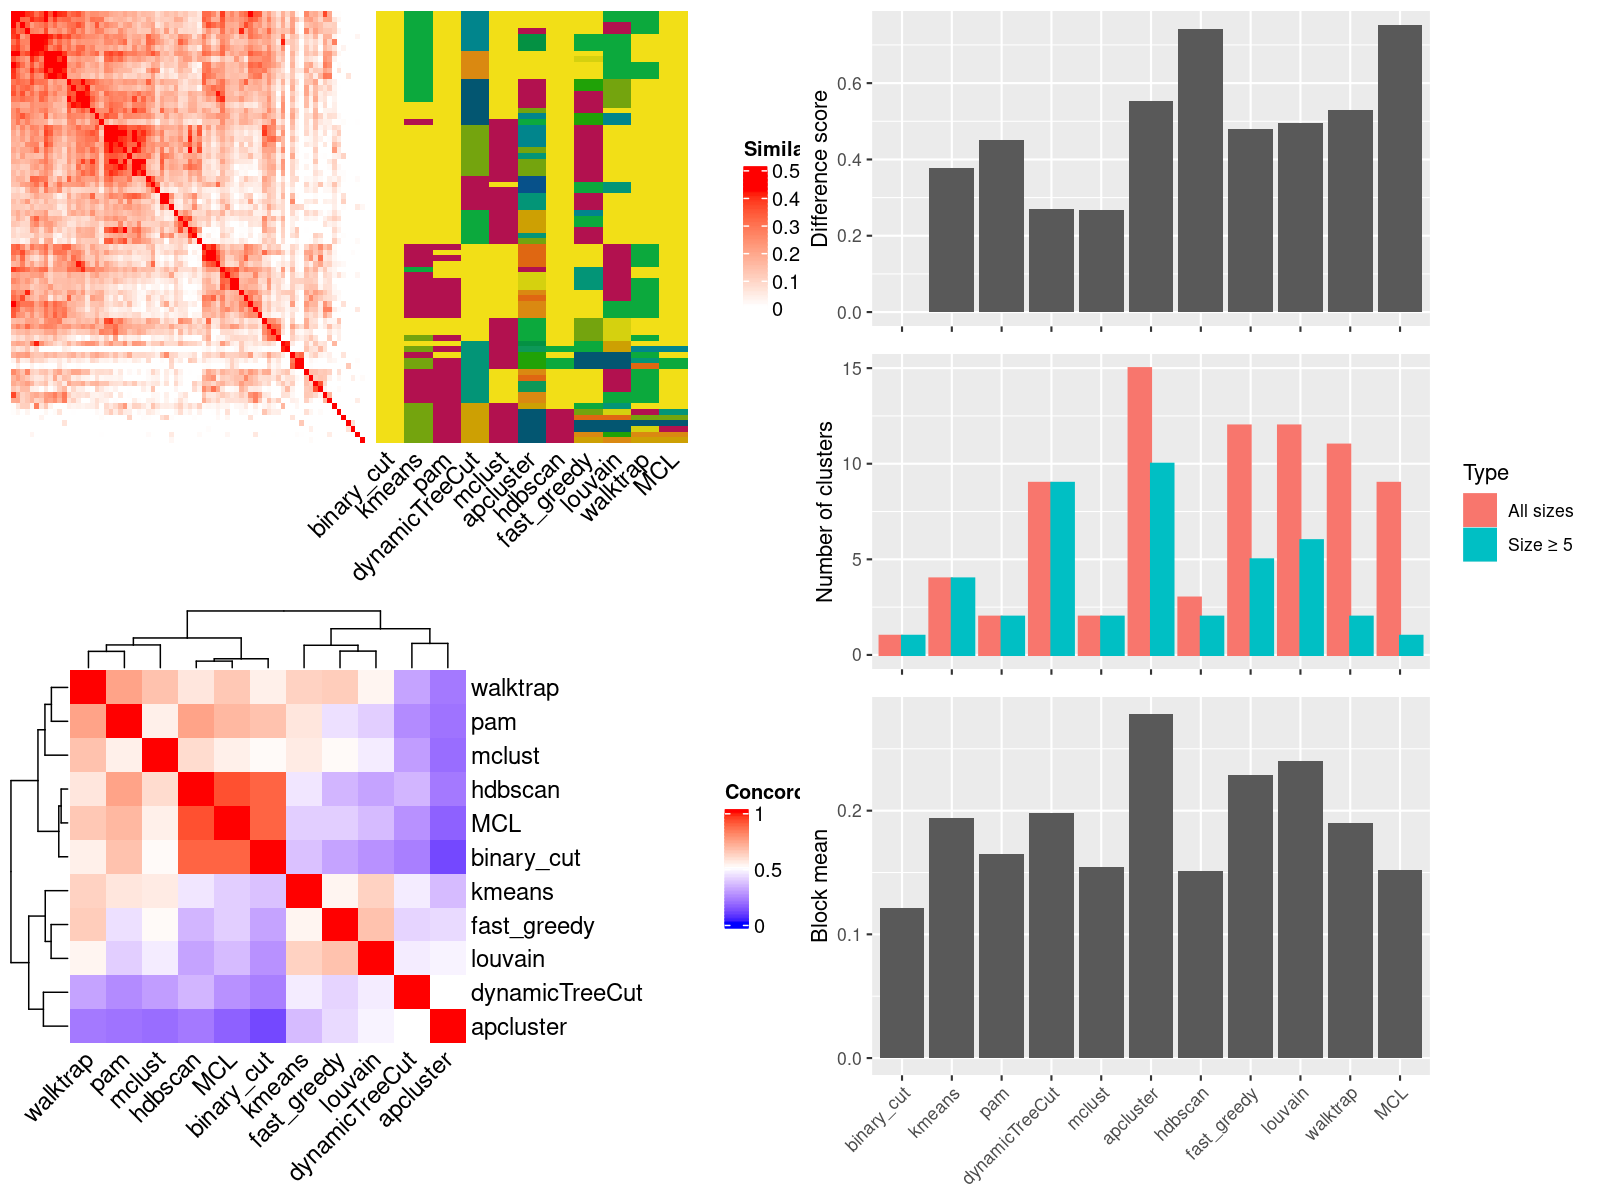 Simila
0.5
0.4
0.3
0.2
0.1
0
binary_cut
kmeans
pam
dynamicTreeCut
mclust
apcluster
hdbscan
fast_greedy
louvain
walktrap
MCL
walktrap
pam
mclust
hdbscan
MCL
binary_cut
kmeans
fast_greedy
louvain
dynamicTreeCut
apcluster
walktrap
pam
mclust
hdbscan
MCL
binary_cut
kmeans
fast_greedy
louvain
dynamicTreeCut
apcluster
Concord
1
0.5
0
Difference score
0.6
0.4
0.2
0.0
Number of clusters
15
10
5
0
Type
All sizes
Size ≥ 5
Block mean
0.2
0.1
0.0
binary_cut
kmeans
pam
dynamicTreeCut
mclust
apcluster
hdbscan
fast_greedy
louvain
walktrap
MCL